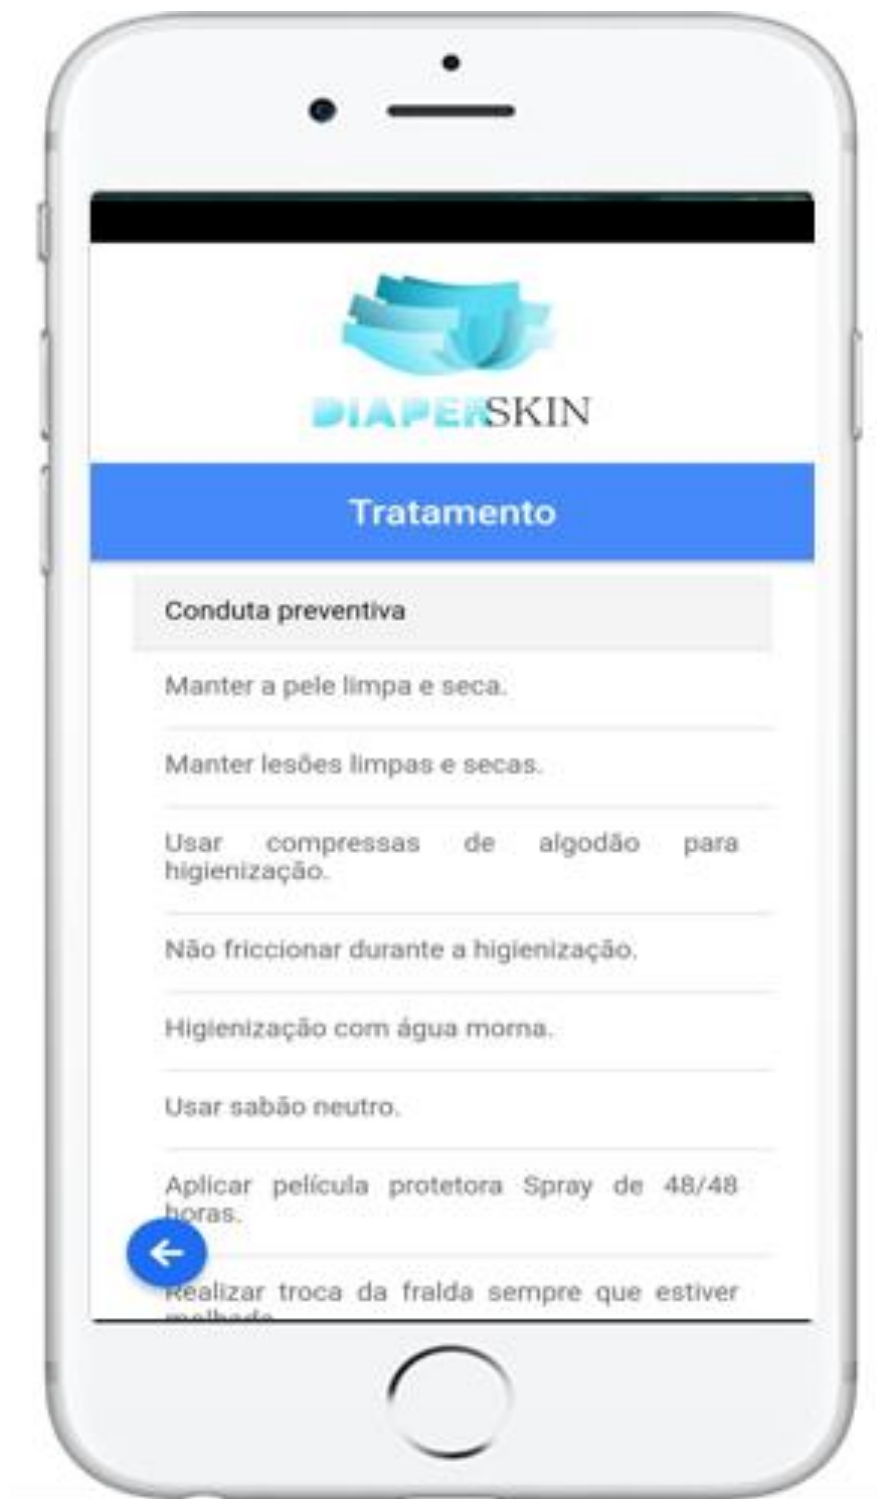 DIAPERSKIN
Tratamento
Conduta preventiva
Manter a pele limpa e seca.
Manter lesões limpas e secas.
Usar compressas de algodão para
higienização.
Não friccionar durante a higienização.
Higienização com água morna.
Usar sabão neutro.
Aplicar película protetora Spray de 48/48
horas.
Realizar troca da fralda sempre que estiver